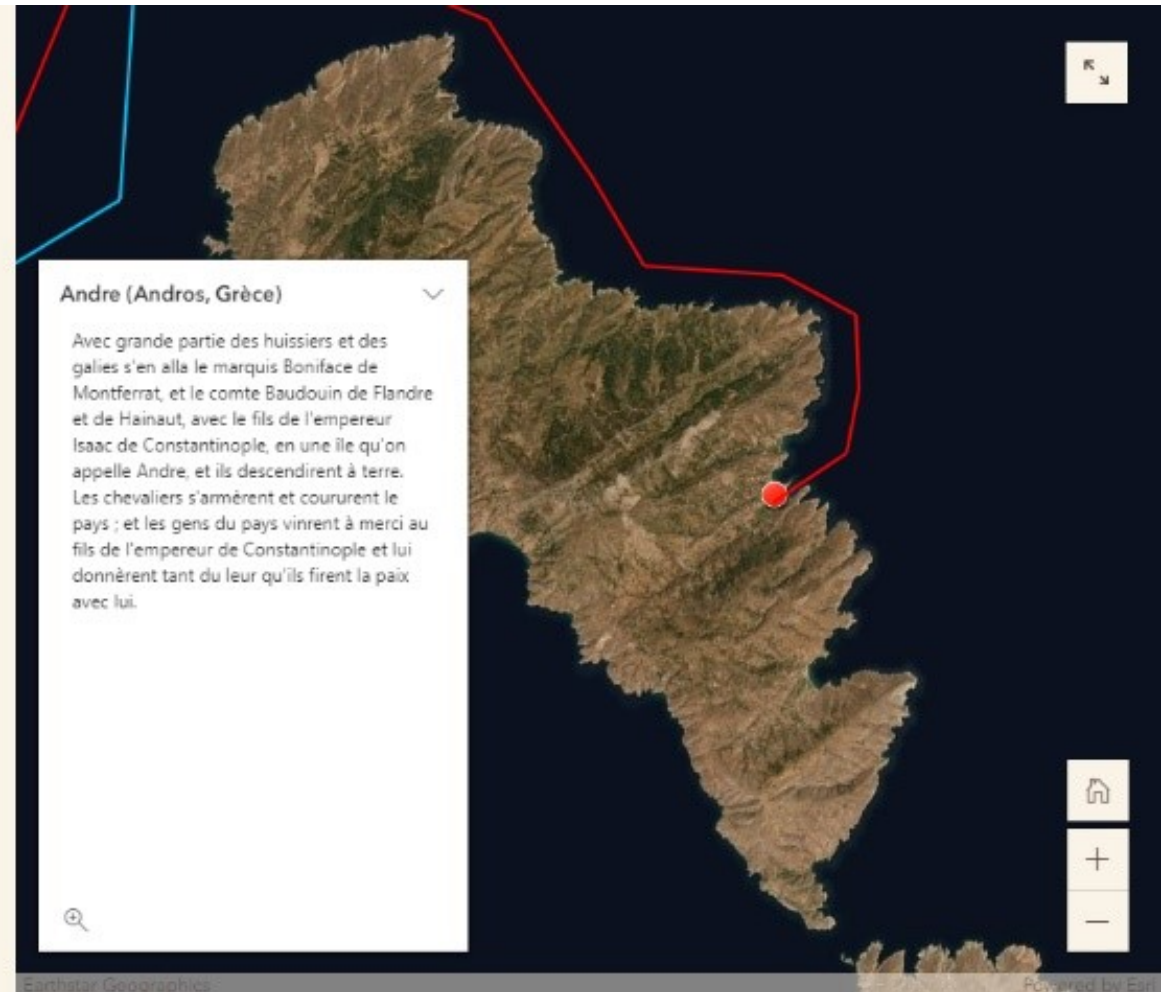 Andre (Andros, Grèce)
Avec grande partie des huissiers et des
galies s'en alla le marquis Boniface de
Montferrat, et le comte Baudouin de Flandre
et de Hainaut, avec le fils de l'empereur
Isaac de Constantinople, en une île qu'on
appelle Andre, et ils descendirent à terre.
Les chevaliers s'armèrent et coururent le
pays ; et les gens du pays vinrent à merci au
fils de l'empereur de Constantinople et lui
donnèrent tant du leur qu'ils firent la paix
avec lui.
Earthstar Geographics
Powered by Esri